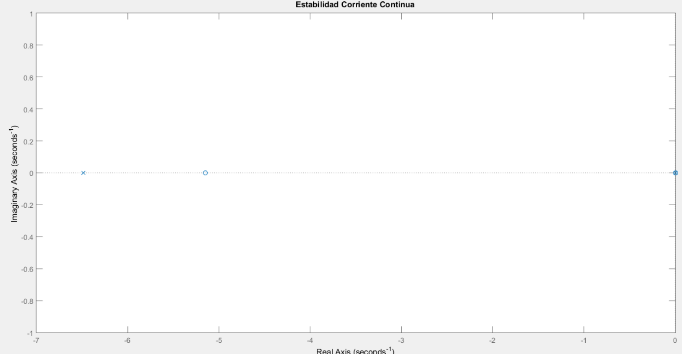 Estabilidad Corriente Continua
1
0.8
0.6
0.4
0.2
0
-0.2
-0.4
-0.6
-0.8
-1
Imaginary Axis (seconds⁻¹)
-7 -6 -5 -4 -3 -2 -1 0
Real Axis (seconds⁻¹)